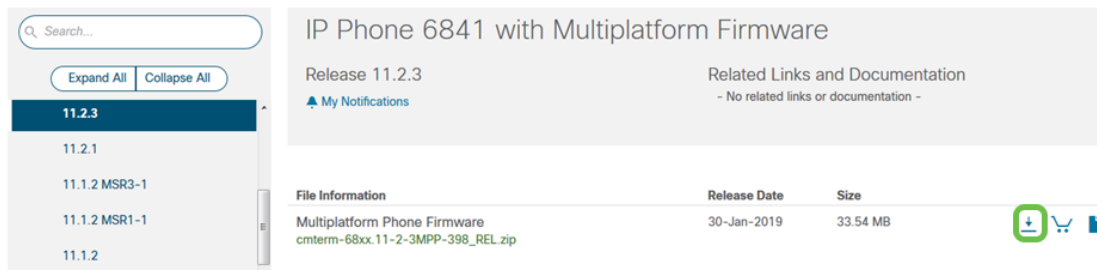 Search...
Expand All Collapse All
11.2.3
11.2.1
11.1.2 MSR3-1
11.1.2 MSR1-1
11.1.2
IP Phone 6841 with Multiplatform Firmware
Release 11.2.3
My Notifications
Related Links and Documentation
- No related links or documentation -
File Information Release Date Size
Multiplatform Phone Firmware 30-Jan-2019 33.54 MB
cmterm-68xx.11-2-3MPP-398_REL.zip